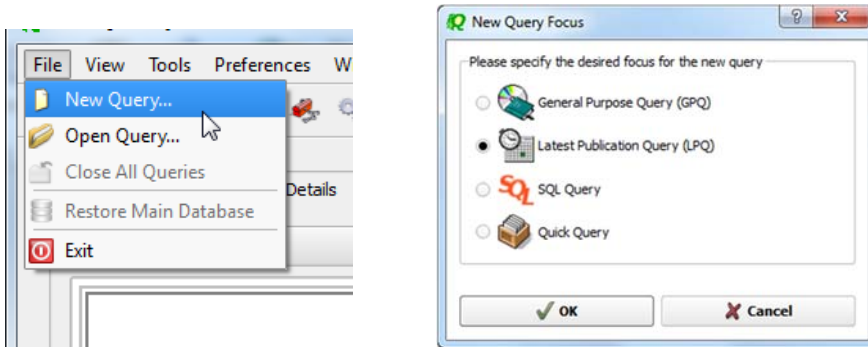 File View Tools Preferences
New Query...
Open Query...
Close All Queries
Details
Restore Main Database
Exit
New Query Focus
Please specify the desired focus for the new query
General Purpose Query (GPQ)
Latest Publication Query (LPQ)
SQL SQL Query
Quick Query
OK Cancel